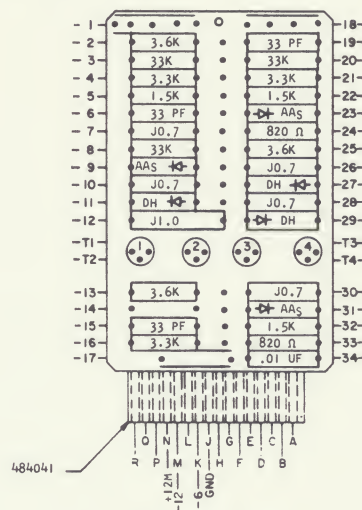 -1 18-
-2 3.6K 33 PF 19-
-3 33K 33K 20-
-4 3.3K 3.3K 21-
-5 1.5K 1.5K 22-
-6 33 PF AAS 23-
-7 J0.7 820 Ω 24-
-8 33K 3.6K 25-
-9 AAS J0.7 26-
-10 J0.7 DH 27-
-11 DH J0.7 28-
-12 J1.0 DH 29-
-T1 T3-
1 2 3 4
-T2 T4-
-13 3.6K J0.7 30-
-14 AAS 31-
-15 33 PF 1.5K 32-
-16 3.3K 820 Ω 33-
-17 .01 UF 34-
484041
R Q P N M L K J H G F E D C B A
+12M -12 -6 GND